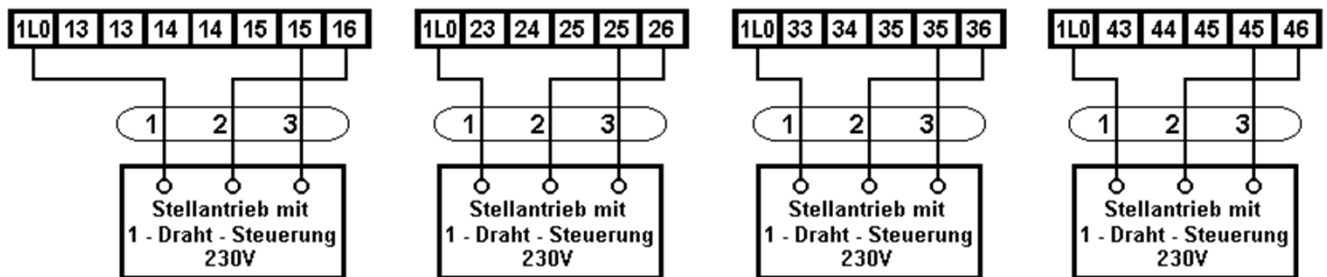 1L0 13 13 14 14 15 15 16
1L0 23 24 25 25 26
1L0 33 34 35 35 36
1L0 43 44 45 45 46
1 2 3
1 2 3
1 2 3
1 2 3
Stellantrieb mit
1 - Draht - Steuerung
230V
Stellantrieb mit
1 - Draht - Steuerung
230V
Stellantrieb mit
1 - Draht - Steuerung
230V
Stellantrieb mit
1 - Draht - Steuerung
230V